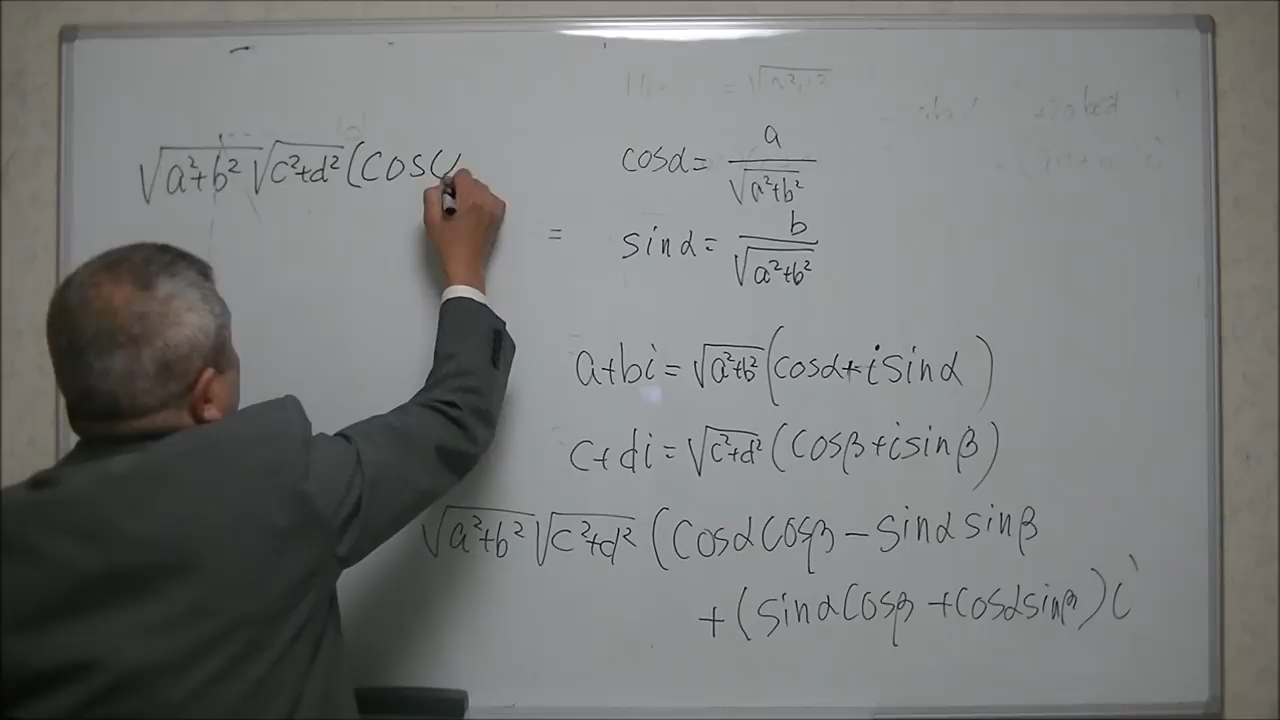 √a²+b² √c²+d² (cos(
cosα = a/√a²+b²
= sinα = b/√a²+b²
a+bi = √a²+b² (cosα+isinα)
c+di = √c²+d² (cosβ+isinβ)
√a²+b² √c²+d² (cosαcosβ − sinαsinβ
+(sinαcosβ+cosαsinβ)i